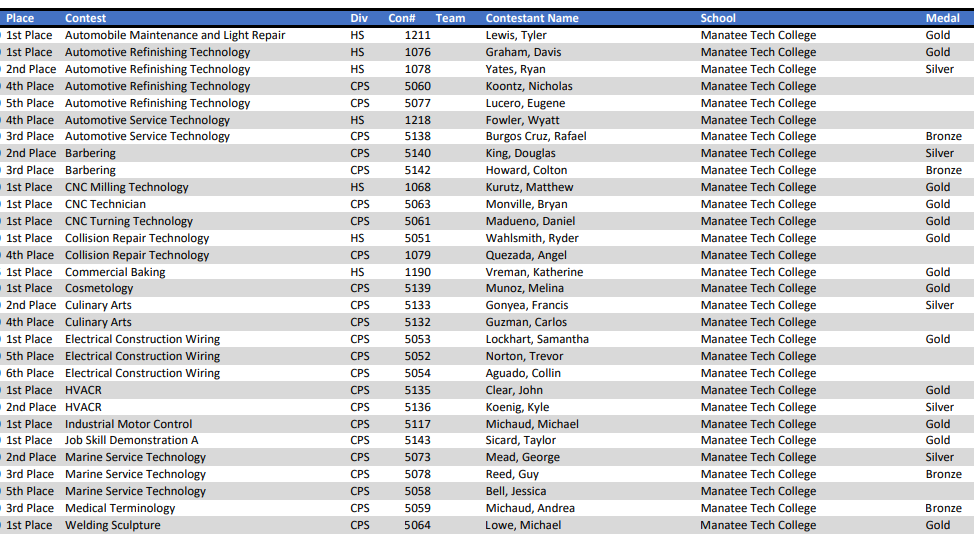 Place Contest Div Con# Team Contestant Name School Medal
1st Place Automobile Maintenance and Light Repair HS 1211 Lewis, Tyler Manatee Tech College Gold
1st Place Automotive Refinishing Technology HS 1076 Graham, Davis Manatee Tech College Gold
2nd Place Automotive Refinishing Technology HS 1078 Yates, Ryan Manatee Tech College Silver
4th Place Automotive Refinishing Technology CPS 5060 Koontz, Nicholas Manatee Tech College
5th Place Automotive Refinishing Technology CPS 5077 Lucero, Eugene Manatee Tech College
4th Place Automotive Service Technology HS 1218 Fowler, Wyatt Manatee Tech College
3rd Place Automotive Service Technology CPS 5138 Burgos Cruz, Rafael Manatee Tech College Bronze
2nd Place Barbering CPS 5140 King, Douglas Manatee Tech College Silver
3rd Place Barbering CPS 5142 Howard, Colton Manatee Tech College Bronze
1st Place CNC Milling Technology HS 1068 Kurutz, Matthew Manatee Tech College Gold
1st Place CNC Technician CPS 5063 Monville, Bryan Manatee Tech College Gold
1st Place CNC Turning Technology CPS 5061 Madueno, Daniel Manatee Tech College Gold
1st Place Collision Repair Technology HS 5051 Wahlsmith, Ryder Manatee Tech College Gold
4th Place Collision Repair Technology CPS 1079 Quezada, Angel Manatee Tech College
1st Place Commercial Baking HS 1190 Vreman, Katherine Manatee Tech College Gold
1st Place Cosmetology CPS 5139 Munoz, Melina Manatee Tech College Gold
2nd Place Culinary Arts CPS 5133 Gonyea, Francis Manatee Tech College Silver
4th Place Culinary Arts CPS 5132 Guzman, Carlos Manatee Tech College
1st Place Electrical Construction Wiring CPS 5053 Lockhart, Samantha Manatee Tech College Gold
5th Place Electrical Construction Wiring CPS 5052 Norton, Trevor Manatee Tech College
6th Place Electrical Construction Wiring CPS 5054 Aguado, Collin Manatee Tech College
1st Place HVACR CPS 5135 Clear, John Manatee Tech College Gold
2nd Place HVACR CPS 5136 Koenig, Kyle Manatee Tech College Silver
1st Place Industrial Motor Control CPS 5117 Michaud, Michael Manatee Tech College Gold
1st Place Job Skill Demonstration A CPS 5143 Sicard, Taylor Manatee Tech College Gold
2nd Place Marine Service Technology CPS 5073 Mead, George Manatee Tech College Silver
3rd Place Marine Service Technology CPS 5078 Reed, Guy Manatee Tech College Bronze
5th Place Marine Service Technology CPS 5058 Bell, Jessica Manatee Tech College
3rd Place Medical Terminology CPS 5059 Michaud, Andrea Manatee Tech College Bronze
1st Place Welding Sculpture CPS 5064 Lowe, Michael Manatee Tech College Gold